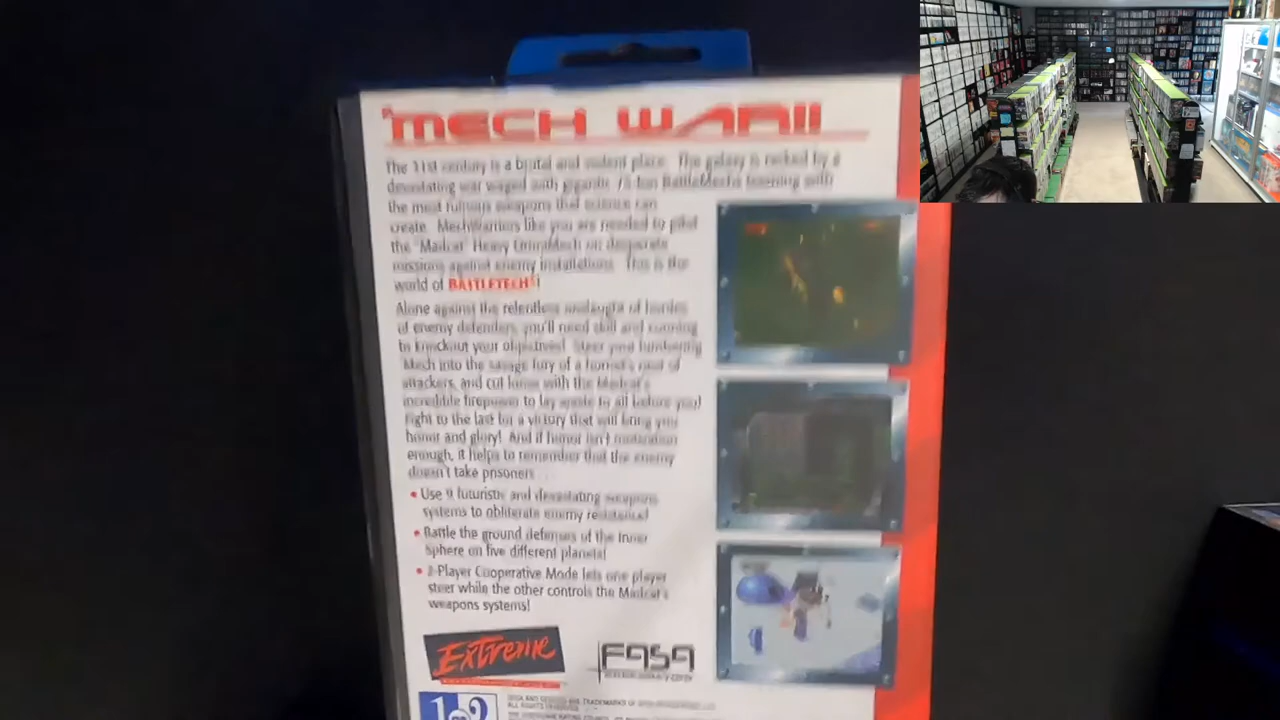 MECH WAR!!
The 31st century is a brutal and violent place. The galaxy is racked by a
devastating war waged with gigantic 75-ton BattleMechs bristling with
the most ruinous weapons that science can
create. MechWarriors like you are needed to pilot
the "Madcat" Heavy OmniMech on desperate
missions against enemy installations. This is the
world of BATTLETECH®!
Alone against the relentless onslaught of hordes
of enemy defenders, you'll need skill and cunning
to knockout your objectives! Steer your lumbering
Mech into the savage fury of a hornet's nest of
attackers, and cut loose with the Madcat's
incredible firepower to lay waste to all before you!
Fight to the last for a victory that will bring you
honor and glory! And if honor isn't motivation
enough, it helps to remember that the enemy
doesn't take prisoners...
• Use 9 futuristic and devastating weapons
systems to obliterate enemy resistance!
• Battle the ground defenses of the Inner
Sphere on five different planets!
• 2-Player Cooperative Mode lets one player
steer while the other controls the Madcat's
weapons systems!
Extreme
FASA
1 or 2
ALL RIGHTS RESERVED.